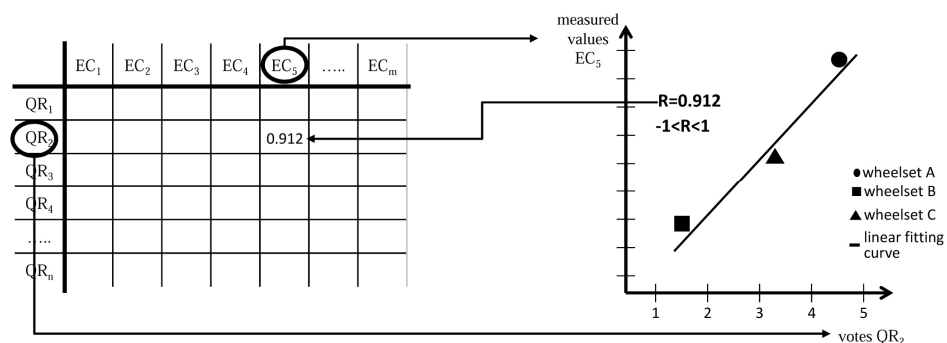 EC₁ EC₂ EC₃ EC₄ EC₅ ..... ECₘ
QR₁
QR₂ 0.912
QR₃
QR₄
.....
QRₙ
measured
values
EC₅
R=0.912
-1<R<1
wheelset A
wheelset B
wheelset C
linear fitting
curve
1 2 3 4 5
votes QR₂